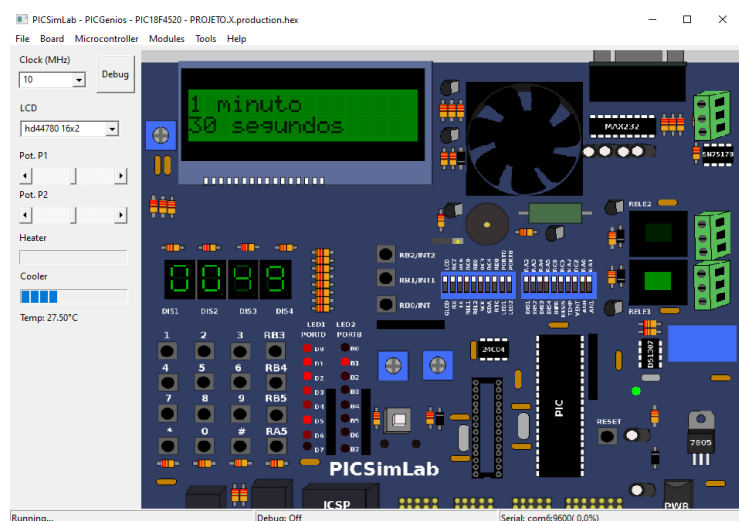 PICSimLab - PICGenios - PIC18F4520 - PROJETO.X.production.hex
File Board Microcontroller Modules Tools Help
Clock (MHz)
10
Debug
LCD
hd44780 16x2
Pot. P1
Pot. P2
Heater
Cooler
Temp: 27.50°C
1 minuto
30 segundos
MAX232
SN75176
RELE2
RELE1
RB2/INT2
RB1/INT1
RB0/INT
0049
DIS1 DIS2 DIS3 DIS4
LED1 LED2
PORTD PORTB
1 2 3 RB3
4 5 6 RB4
7 8 9 RB5
* 0 # RA5
D0 B0
D1 B1
D2 B2
D3 B3
D4 B4
D5 B5
D6 B6
D7 B7
24C04
DS1307
PIC
RESET
7805
PICSimLab
ICSP
PWR
Running...
Debug: Off
Serial: com6:9600( 0,0%)